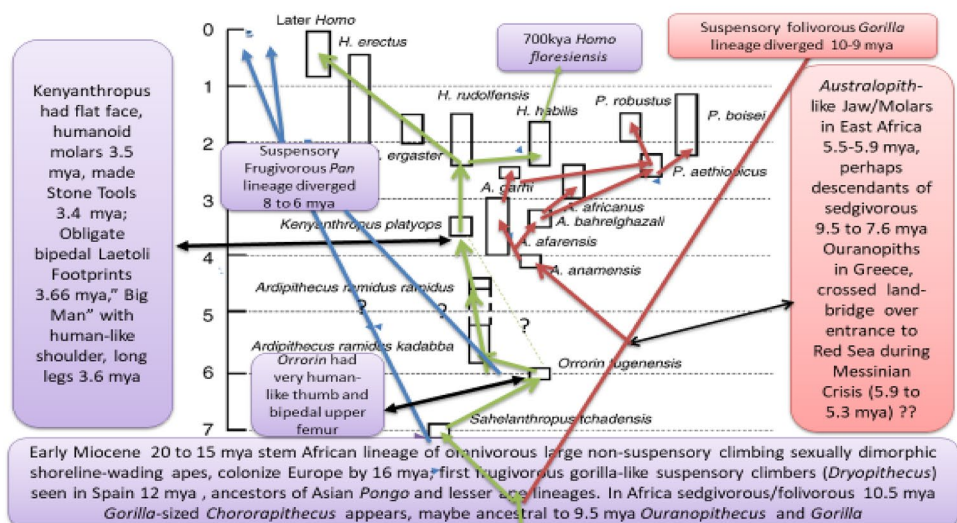 Later Homo
H. erectus
700kya Homo
floresiensis
Suspensory folivorous Gorilla
lineage diverged 10-9 mya
0
1
2
3
4
5
6
7
Kenyanthropus
had flat face,
humanoid
molars 3.5
mya, made
Stone Tools
3.4 mya;
Obligate
bipedal Laetoli
Footprints
3.66 mya,” Big
Man” with
human-like
shoulder, long
legs 3.6 mya
H. rudolfensis
H. habilis
P. robustus
P. boisei
ergaster
Suspensory
Frugivorous Pan
lineage diverged
8 to 6 mya
P. aethiopicus
A. garhi
A. africanus
A. bahrelghazali
Kenyanthropus platyops
A. afarensis
A. anamensis
Ardipithecus ramidus ramidus
?
?
?
Ardipithecus ramidus kadabba
Orrorin tugenensis
Orrorin had
very human-
like thumb and
bipedal upper
femur
Sahelanthropus tchadensis
Australopith-
like Jaw/Molars
in East Africa
5.5-5.9 mya,
perhaps
descendants of
sedgivorous
9.5 to 7.6 mya
Ouranopiths
in Greece,
crossed land-
bridge over
entrance to
Red Sea during
Messinian
Crisis (5.9 to
5.3 mya) ??
Early Miocene 20 to 15 mya stem African lineage of omnivorous large non-suspensory climbing sexually dimorphic
shoreline-wading apes, colonize Europe by 16 mya; first frugivorous gorilla-like suspensory climbers (Dryopithecus)
seen in Spain 12 mya , ancestors of Asian Pongo and lesser ape lineages. In Africa sedgivorous/folivorous 10.5 mya
Gorilla-sized Chororapithecus appears, maybe ancestral to 9.5 mya Ouranopithecus and Gorilla